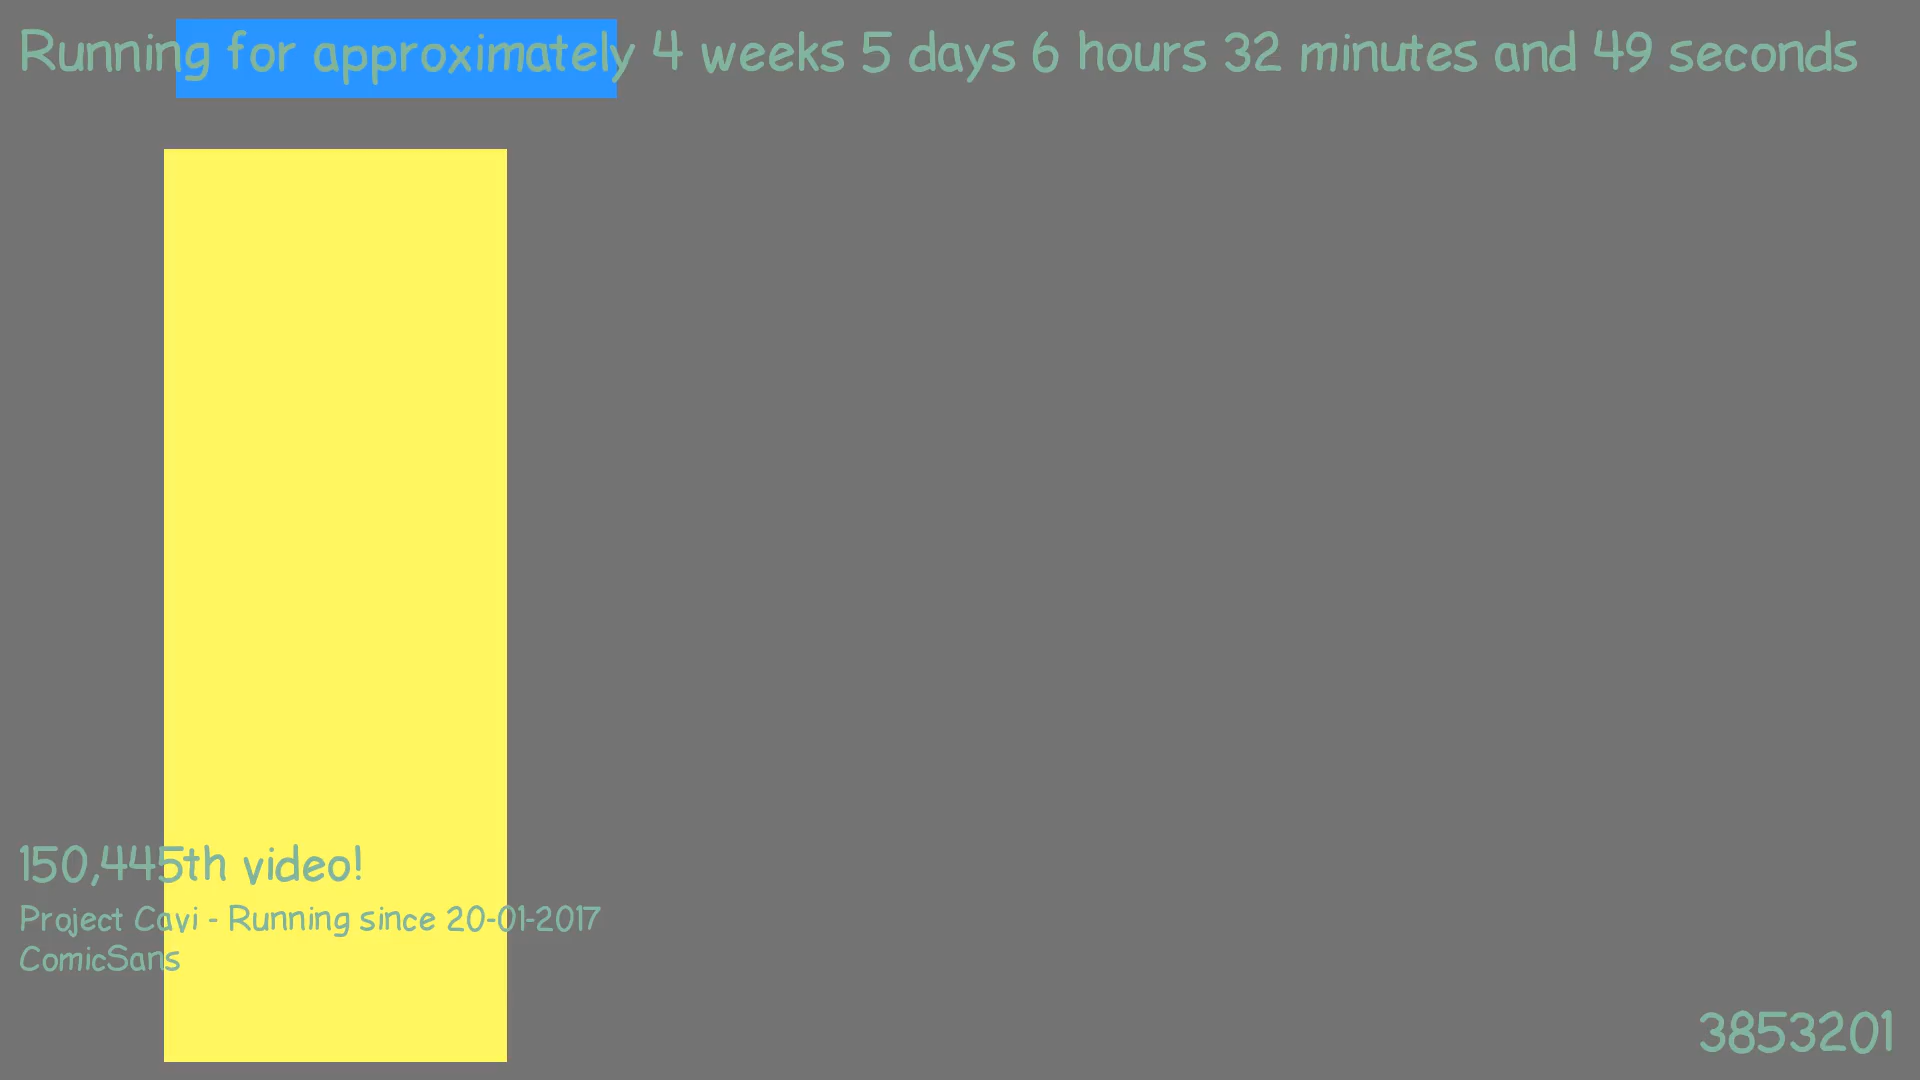 Running for approximately 4 weeks 5 days 6 hours 32 minutes and 49 seconds
150,445th video!
Project Cavi - Running since 20-01-2017
ComicSans
3853201